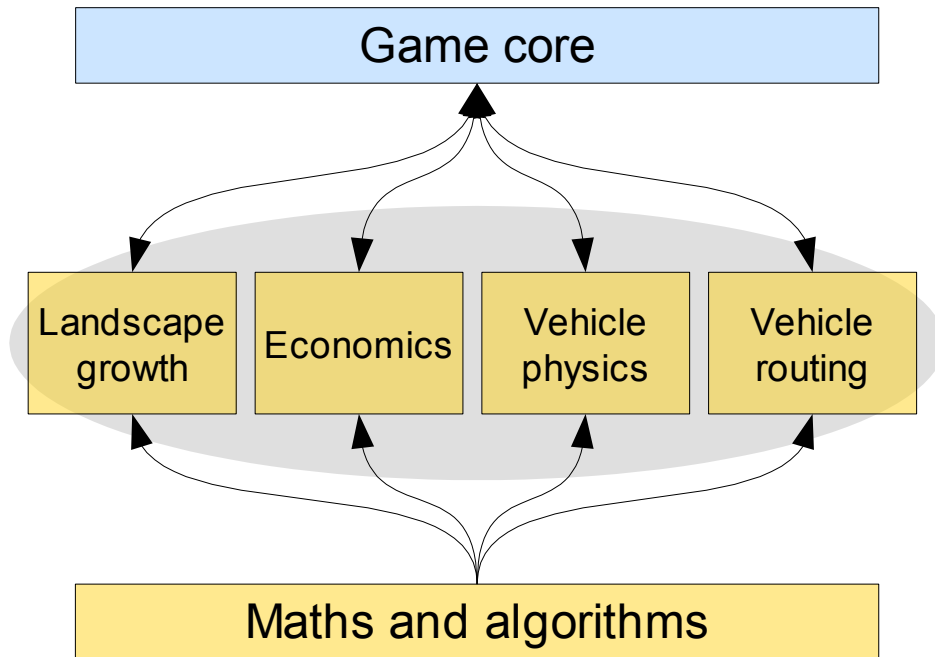 Game core
Landscape
growth
Economics
Vehicle
physics
Vehicle
routing
Maths and algorithms